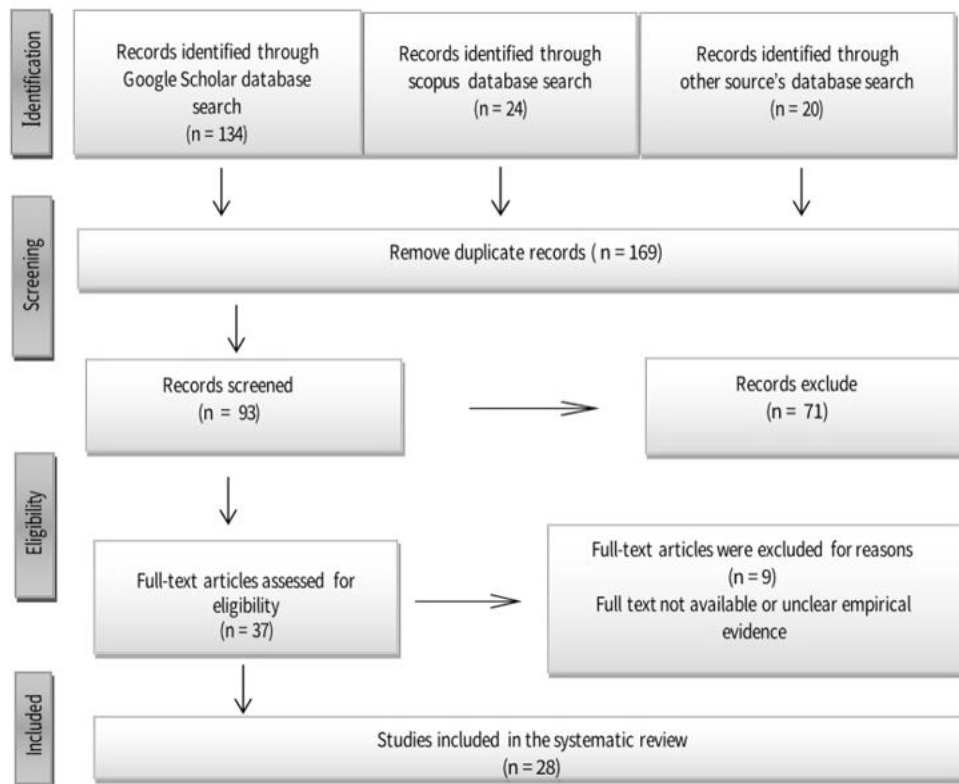 Identification
Records identified through
Google Scholar database
search
(n = 134)
Records identified through
scopus database search
(n = 24)
Records identified through
other source's database search
(n = 20)
Screening
Remove duplicate records ( n = 169)
Records screened
(n = 93)
Records exclude
(n = 71)
Eligibility
Full-text articles assessed for
eligibility
(n = 37)
Full-text articles were excluded for reasons
(n = 9)
Full text not available or unclear empirical
evidence
Included
Studies included in the systematic review
(n = 28)